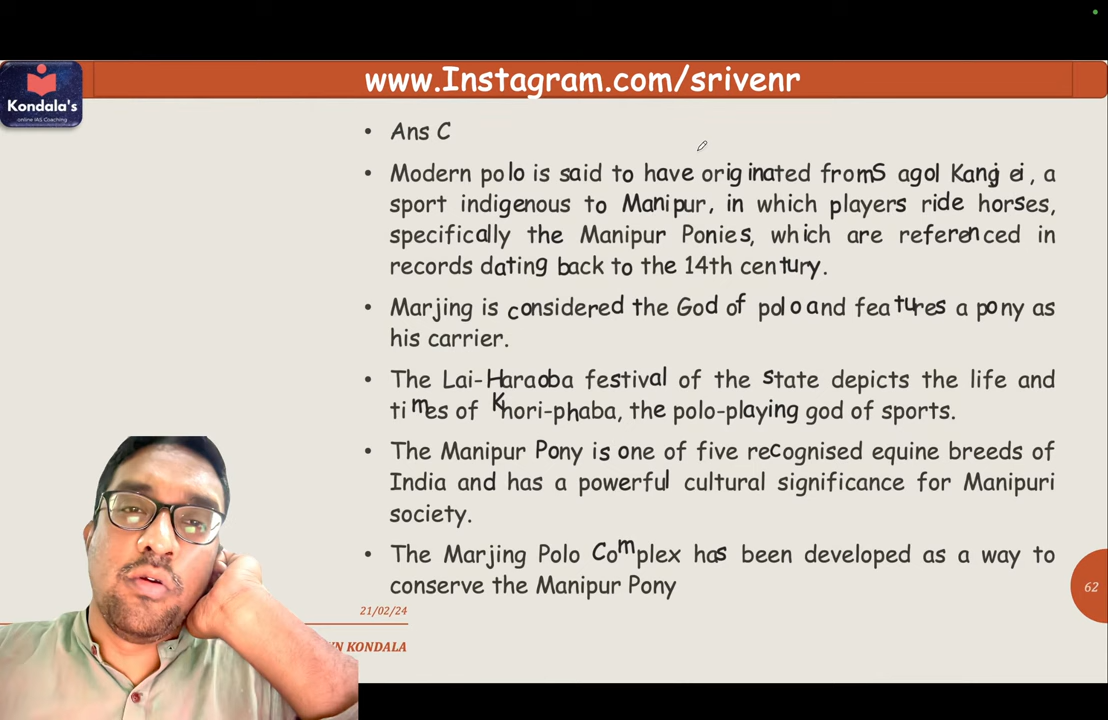 www.Instagram.com/srivenr
Kondala's
online IAS Coaching
• Ans C
• Modern polo is said to have originated from Sagol Kangjei, a
sport indigenous to Manipur, in which players ride horses,
specifically the Manipur Ponies, which are referenced in
records dating back to the 14th century.
• Marjing is considered the God of polo and features a pony as
his carrier.
• The Lai-Haraoba festival of the state depicts the life and
times of Khori-phaba, the polo-playing god of sports.
• The Manipur Pony is one of five recognised equine breeds of
India and has a powerful cultural significance for Manipuri
society.
• The Marjing Polo Complex has been developed as a way to
conserve the Manipur Pony
62
21/02/24
KONDALA